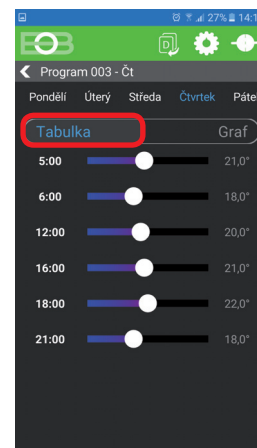 27% 14:1
EOB
D
Program 003 - Čt
Pondělí Úterý Středa Čtvrtek Páte
Tabulka Graf
5:00 21,0°
6:00 18,0°
12:00 20,0°
16:00 21,0°
18:00 22,0°
21:00 18,0°